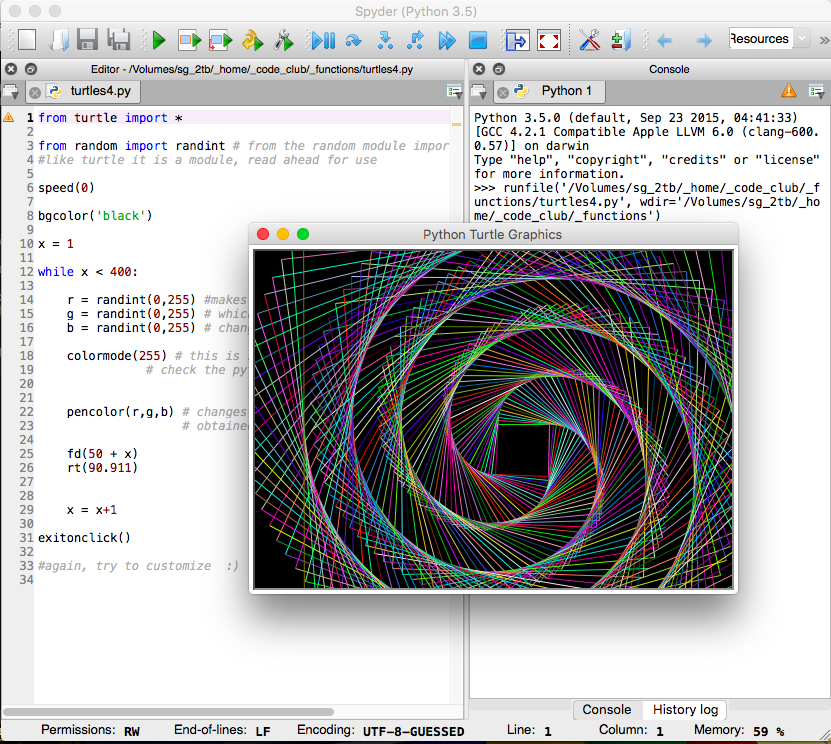 Spyder (Python 3.5)
Resources
Editor - /Volumes/sg_2tb/_home/_code_club/_functions/turtles4.py
turtles4.py
1 from turtle import *
2
3 from random import randint # from the random module impor
4 #like turtle it is a module, read ahead for use
5
6 speed(0)
7
8 bgcolor('black')
9
10 x = 1
11
12 while x < 400:
13
14 r = randint(0,255) #makes
15 g = randint(0,255) # whic
16 b = randint(0,255) # chan
17
18 colormode(255) # this is
19 # check the py
20
21
22 pencolor(r,g,b) # changes
23 # obtaine
24
25 fd(50 + x)
26 rt(90.911)
27
28
29 x = x+1
30
31 exitonclick()
32
33 #again, try to customize  :)
34
Console
Python 1
Python 3.5.0 (default, Sep 23 2015, 04:41:33)
[GCC 4.2.1 Compatible Apple LLVM 6.0 (clang-600.
0.57)] on darwin
Type "help", "copyright", "credits" or "license"
for more information.
>>> runfile('/Volumes/sg_2tb/_home/_code_club/_f
unctions/turtles4.py', wdir='/Volumes/sg_2tb/_ho
me/_code_club/_functions')
Python Turtle Graphics
Console History log
Permissions: RW End-of-lines: LF Encoding: UTF-8-GUESSED Line: 1 Column: 1 Memory: 59 %